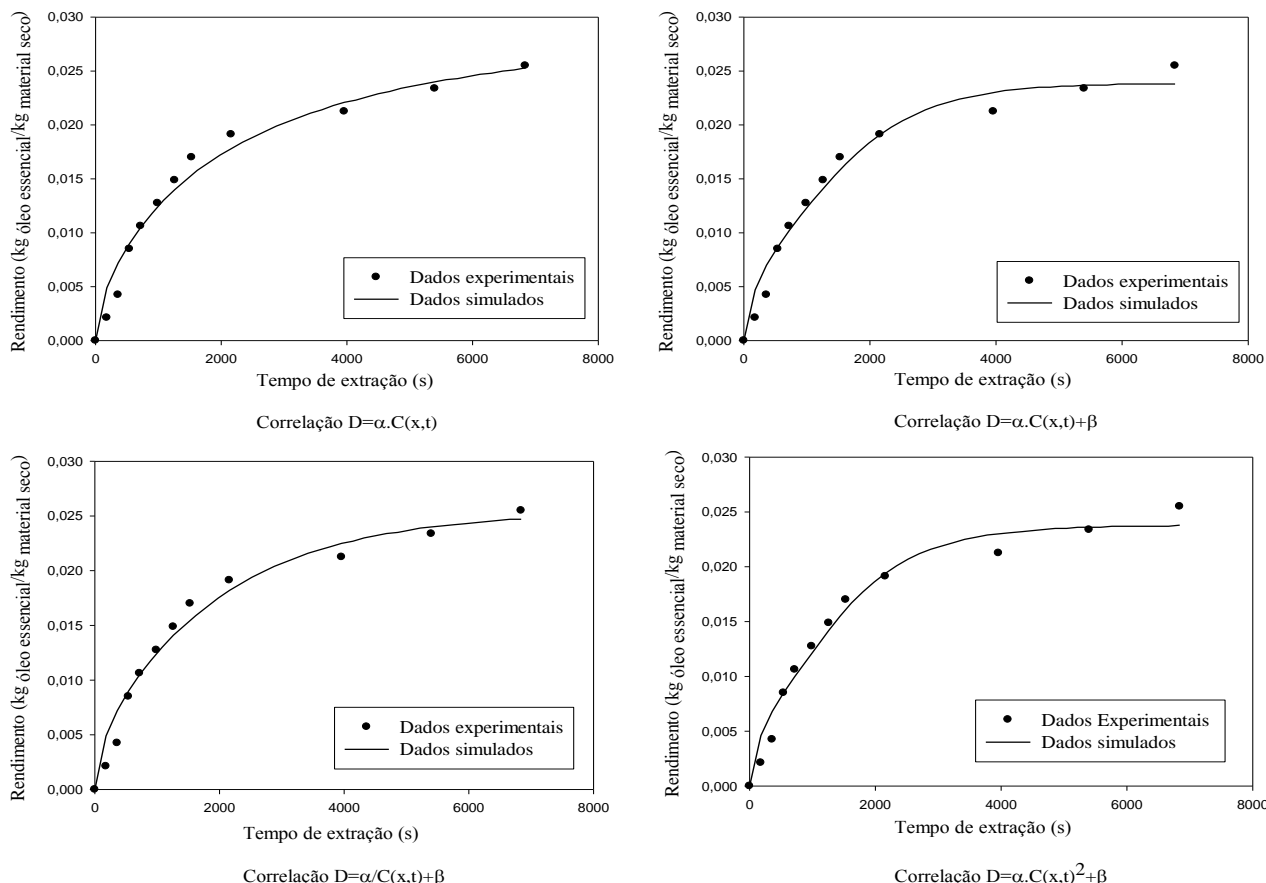 0,030
0,025
0,020
0,015
0,010
0,005
0,000
Rendimento (kg óleo essencial/kg material seco)
Dados experimentais
Dados simulados
0 2000 4000 6000 8000
Tempo de extração (s)
Correlação D=α.C(x,t)
0,030
0,025
0,020
0,015
0,010
0,005
0,000
Rendimento (kg óleo essencial/kg material seco)
Dados experimentais
Dados simulados
0 2000 4000 6000 8000
Tempo de extração (s)
Correlação D=α.C(x,t)+β
0,030
0,025
0,020
0,015
0,010
0,005
0,000
Rendimento (kg óleo essencial/kg material seco)
Dados experimentais
Dados simulados
0 2000 4000 6000 8000
Tempo de extração (s)
Correlação D=α/C(x,t)+β
0,030
0,025
0,020
0,015
0,010
0,005
0,000
Rendimento (kg óleo essencial/kg material seco)
Dados Experimentais
Dados simulados
0 2000 4000 6000 8000
Tempo de extração (s)
Correlação D=α.C(x,t)²+β